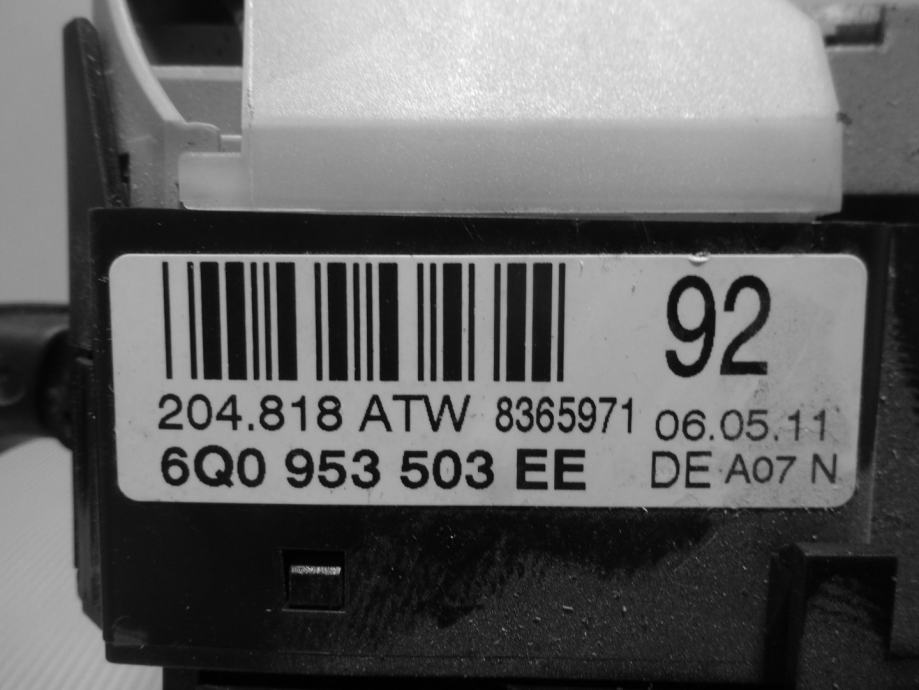 92
204.818 ATW 8365971 06.05.11
6Q0 953 503 EE DE A07 N